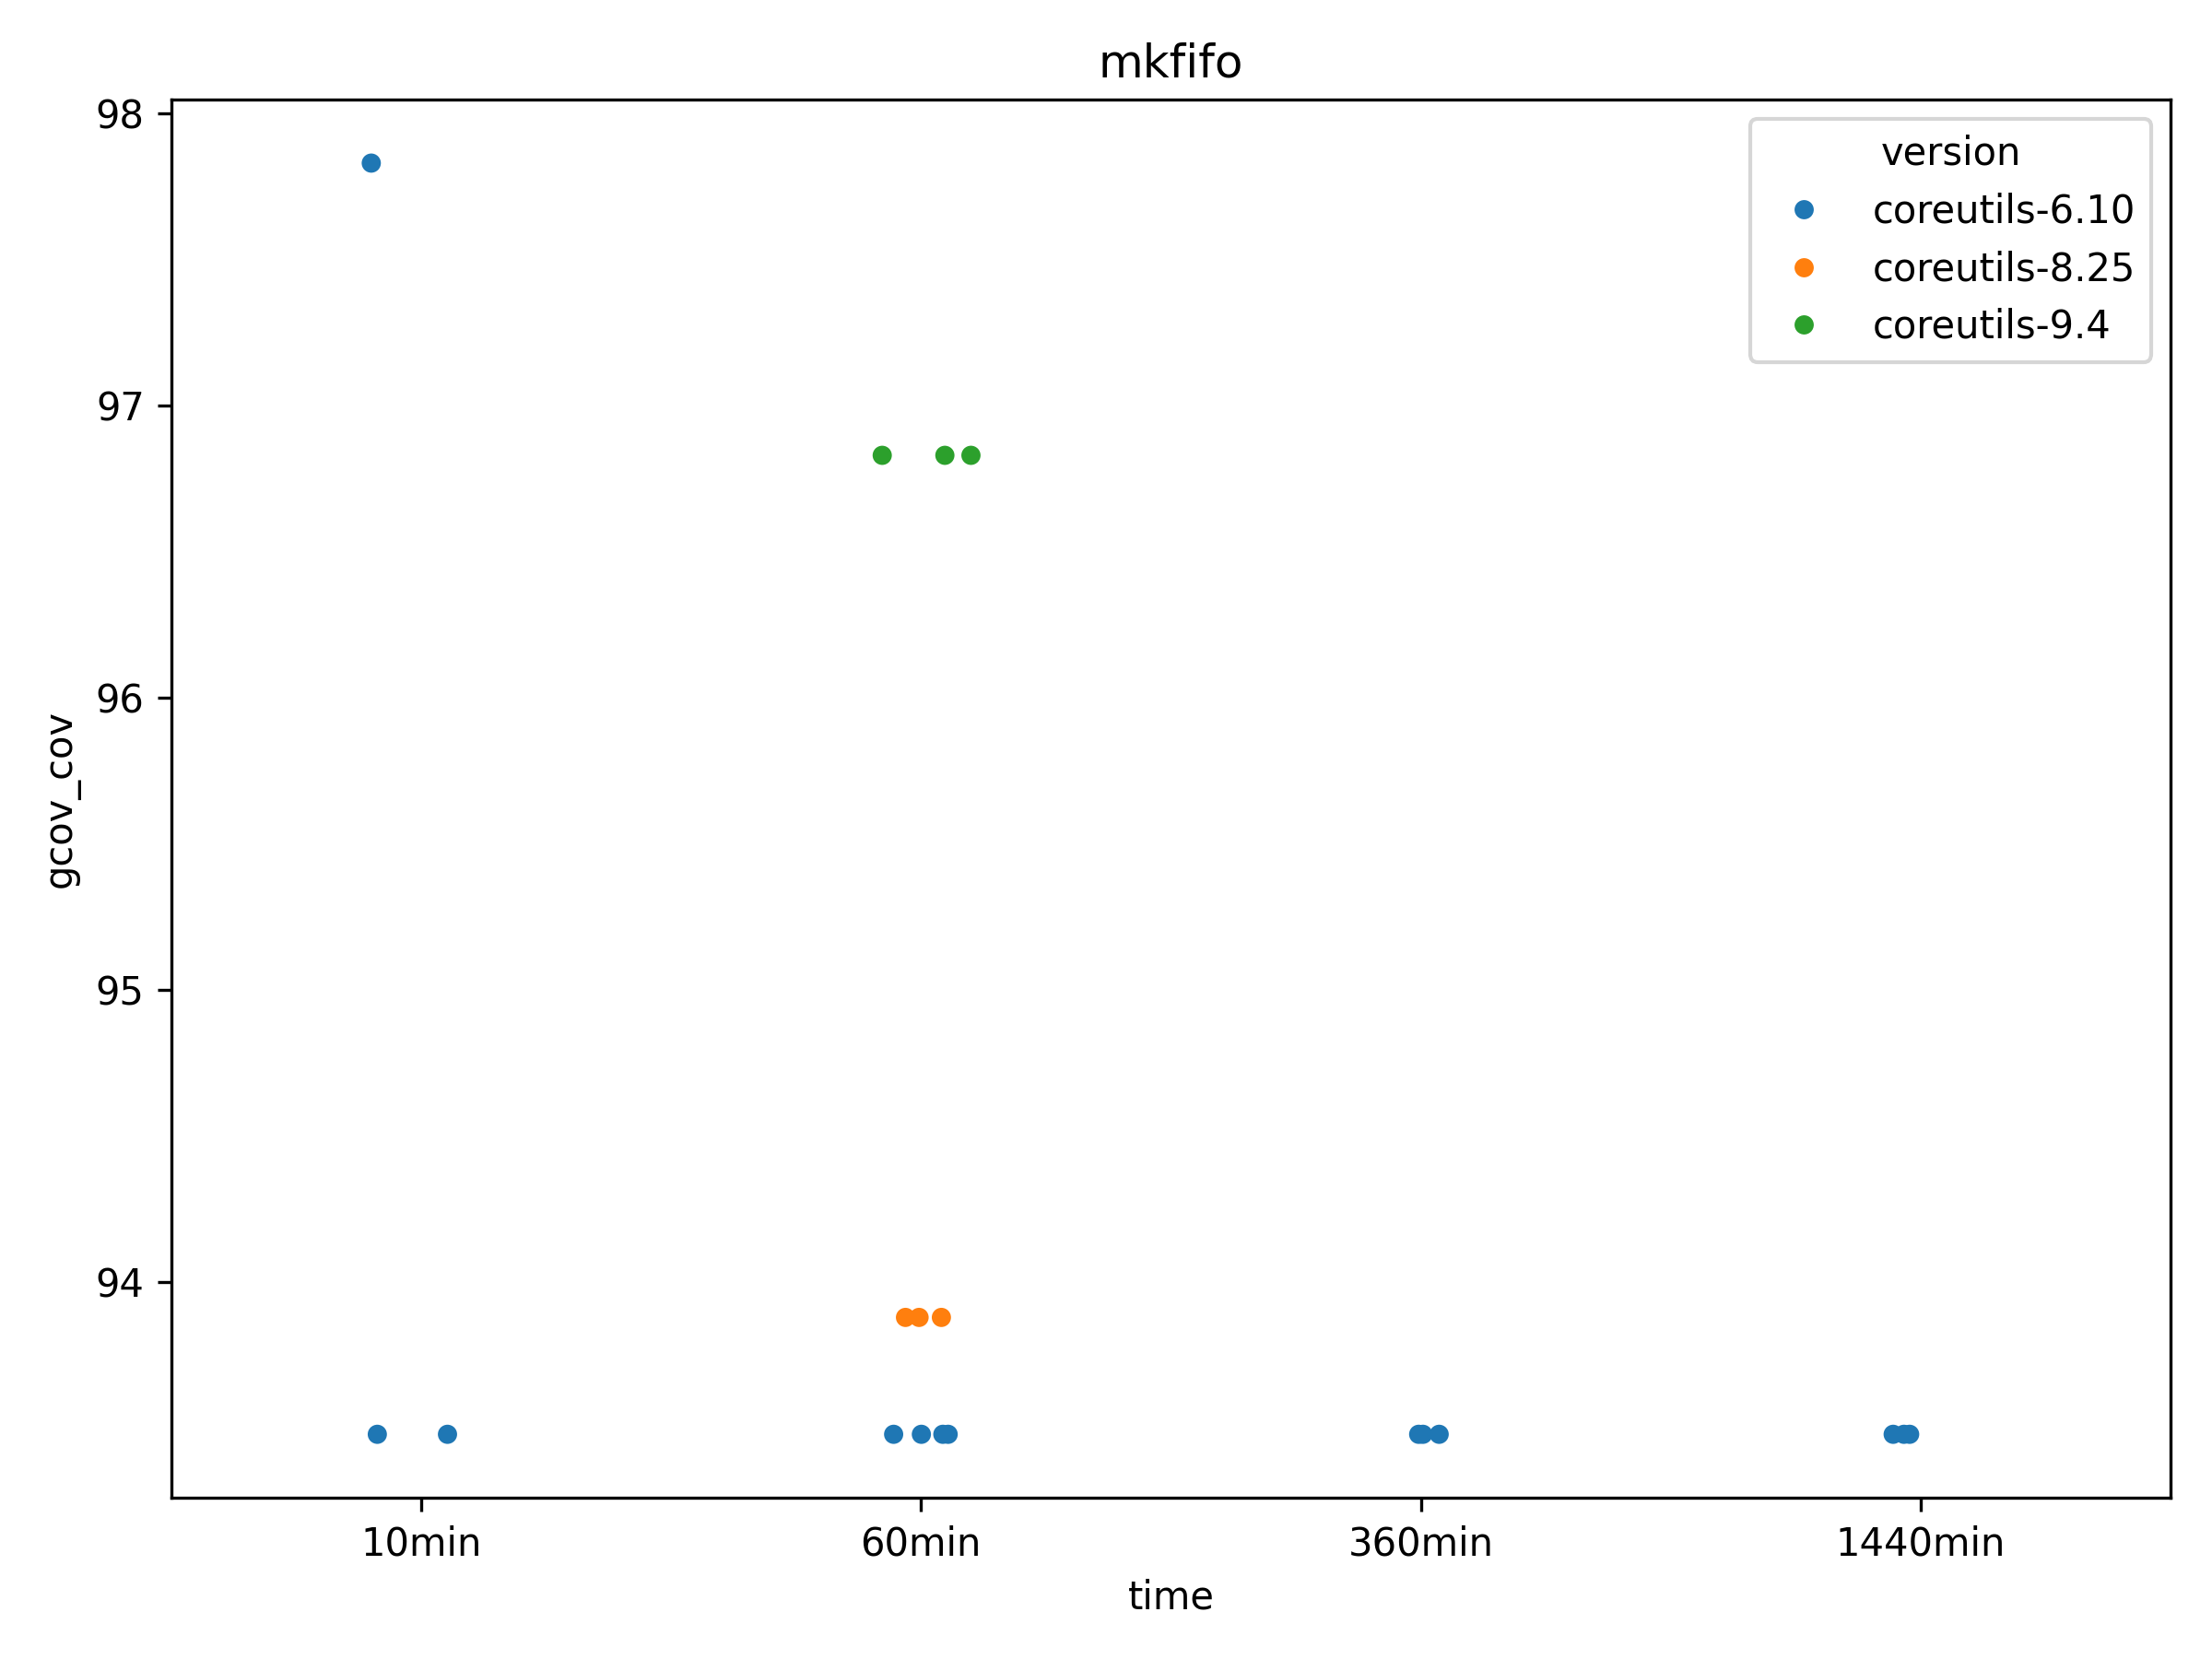 mkfifo
98
97
96
95
94
gcov_cov
version
coreutils-6.10
coreutils-8.25
coreutils-9.4
10min 60min 360min 1440min
time